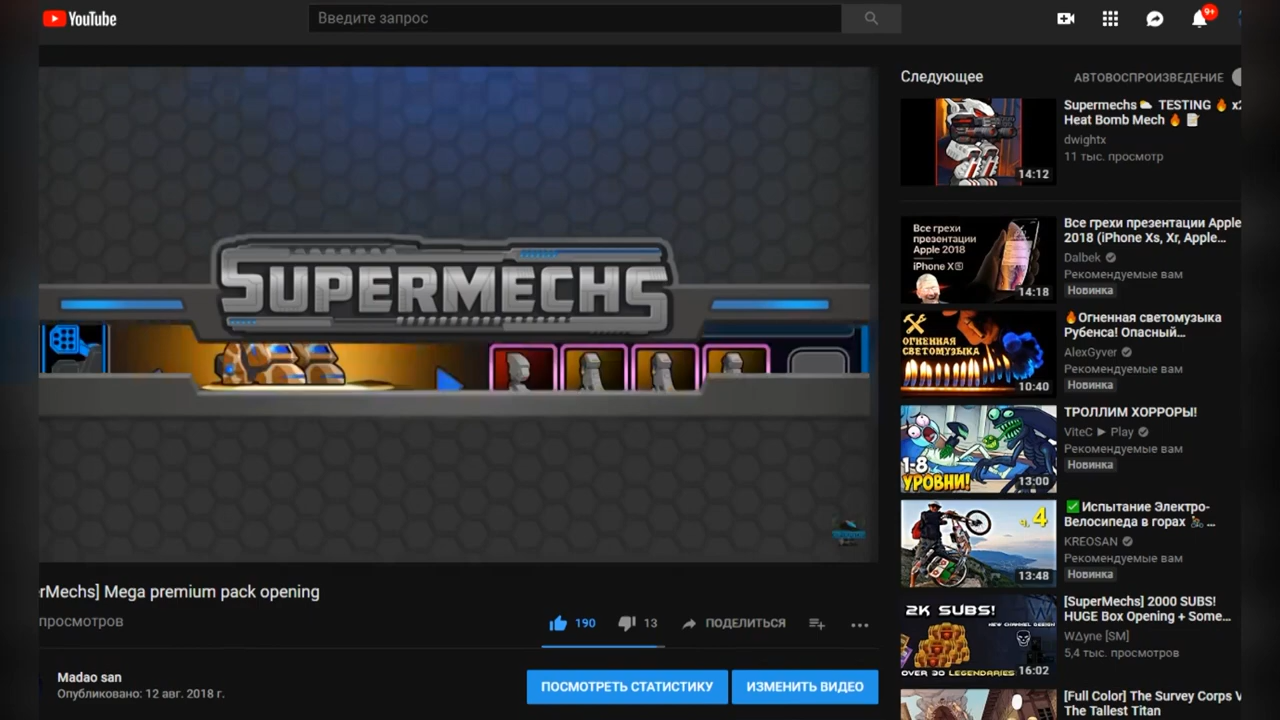 YouTube
Введите запрос
9+
SUPERMECHS
erMechs] Mega premium pack opening
просмотров
190
13
ПОДЕЛИТЬСЯ
Madao san
Опубликовано: 12 авг. 2018 г.
ПОСМОТРЕТЬ СТАТИСТИКУ
ИЗМЕНИТЬ ВИДЕО
Следующее
АВТОВОСПРОИЗВЕДЕНИЕ
14:12
Supermechs TESTING x2
Heat Bomb Mech
dwightx
11 тыс. просмотр
Все грехи
презентации
Apple 2018
iPhone XS
14:18
Все грехи презентации Apple
2018 (iPhone Xs, Xr, Apple…
Dalbek
Рекомендуемые вам
Новинка
ОГНЕННАЯ
СВЕТОМУЗЫКА
10:40
Огненная светомузыка
Рубенса! Опасный…
AlexGyver
Рекомендуемые вам
Новинка
1-8
УРОВНИ!
13:00
ТРОЛЛИМ ХОРРОРЫ!
ViteC ► Play
Рекомендуемые вам
Новинка
ч. 4
13:48
Испытание Электро-
Велосипеда в горах …
KREOSAN
Рекомендуемые вам
Новинка
2K SUBS!
NEW CHANNEL DESIGN
OVER 30 LEGENDARIES
16:02
[SuperMechs] 2000 SUBS!
HUGE Box Opening + Some…
WΔyne [SM]
5,4 тыс. просмотров
[Full Color] The Survey Corps V
The Tallest Titan